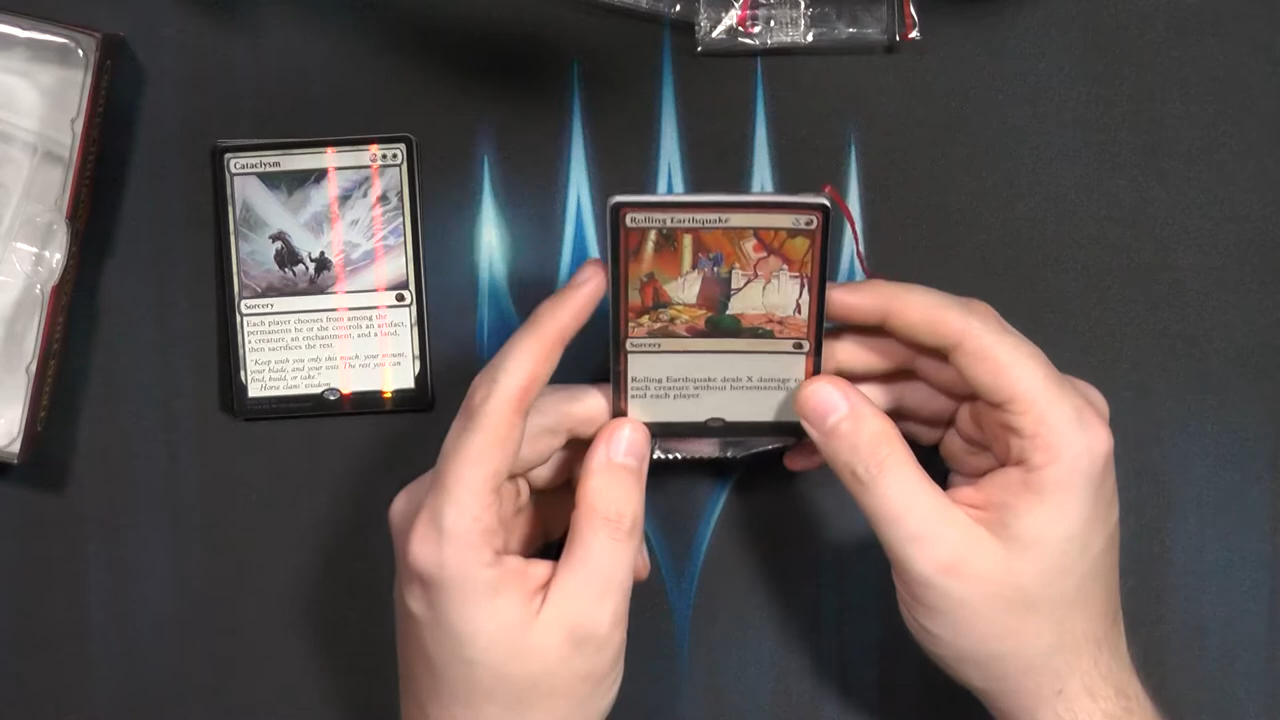 Cataclysm 2
Sorcery
Each player chooses from among the
permanents he or she controls an artifact,
a creature, an enchantment, and a land,
then sacrifices the rest.
"Keep with you only this much: your mount,
your blade, and your wits. The rest you can
find, build, or take."
—Horse clans' wisdom
Rolling Earthquake X
Sorcery
Rolling Earthquake deals X damage
each creature without horsemanship
and each player.